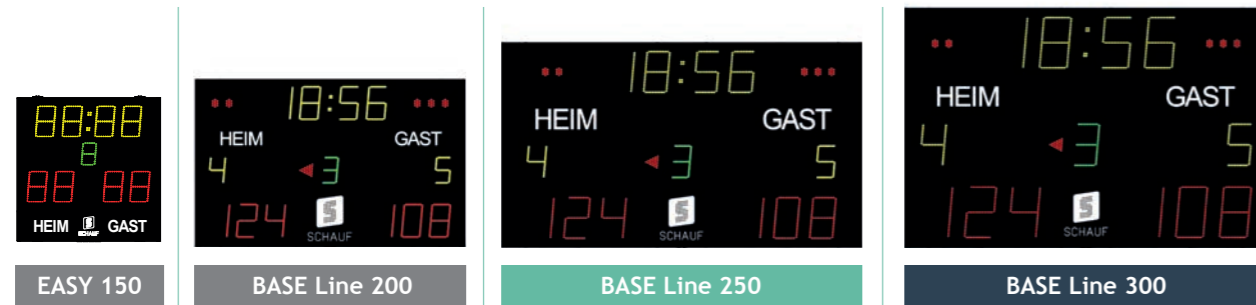 88:88
8
88 88
HEIM S GAST
SCHAUF
EASY 150
18:56
HEIM GAST
4 3 5
124 S 108
SCHAUF
BASE Line 200
18:56
HEIM GAST
4 3 5
124 S 108
SCHAUF
BASE Line 250
18:56
HEIM GAST
4 3 5
124 S 108
SCHAUF
BASE Line 300